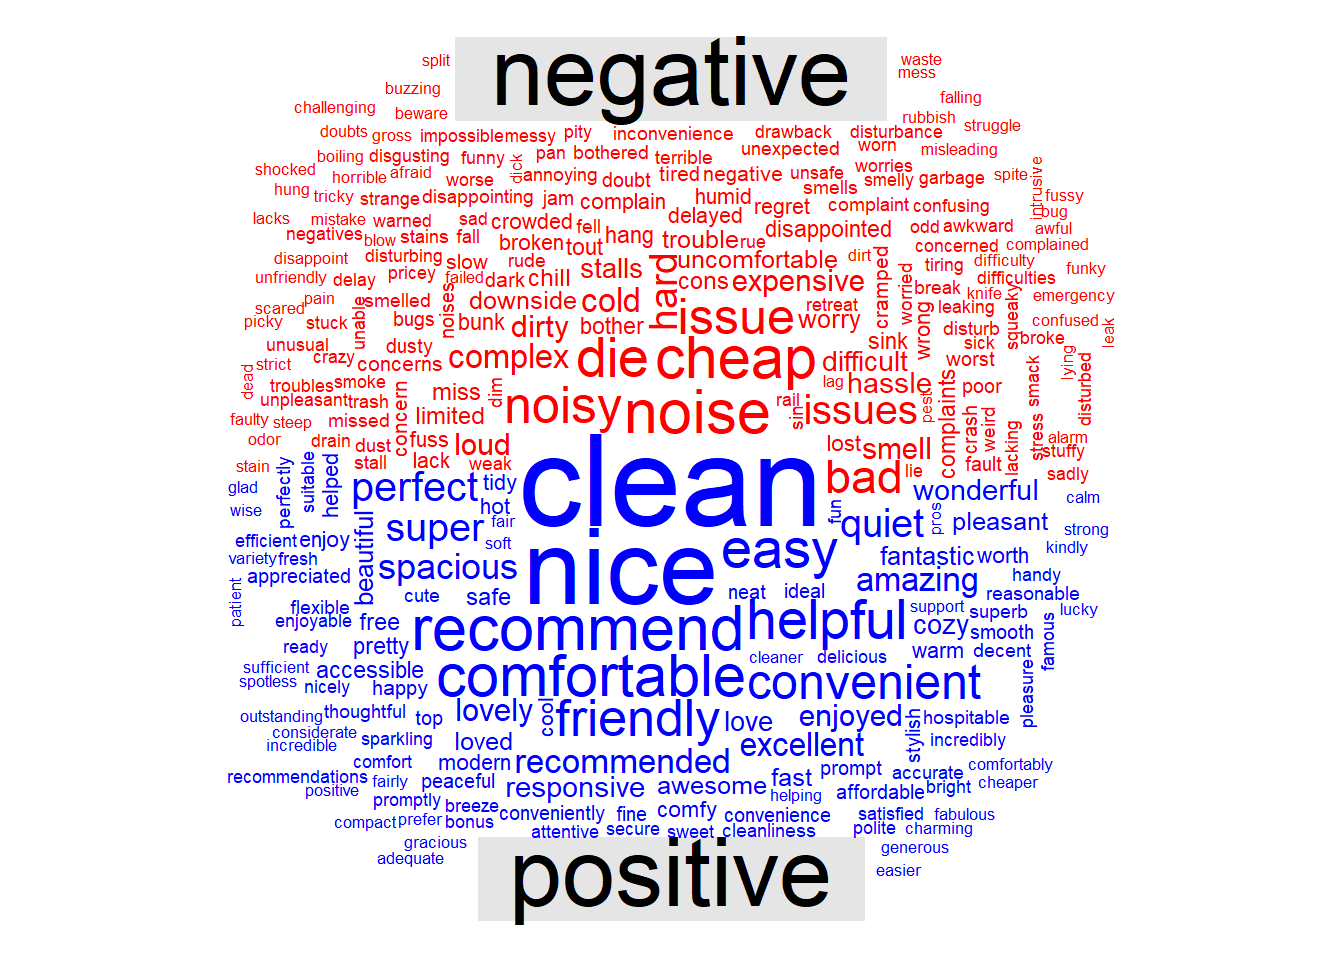 negative
split
waste
mess
buzzing
falling
challenging
beware
rubbish
struggle
doubts gross impossible messy pity inconvenience drawback disturbance
boiling disgusting funny pan bothered terrible unexpected worn misleading
shocked horrible afraid worse dick annoying doubt tired negative unsafe worries smelly garbage spite intrusive
hung tricky strange disappointing jam complain humid regret smells complaint confusing fussy
lacks mistake warned sad crowded fell delayed disappointed odd awkward bug
negatives blow stains fall broken tout hang trouble rue concerned complained awful
disappoint disturbing slow rude chill stalls hard uncomfortable dirt cramped worried tiring difficulty funky
unfriendly delay pricey failed dark cons expensive break knife difficulties
scared pain smelled noises downside cold issue retreat wrong leaking squeaky emergency
picky stuck unable bugs bunk dirty bother worry disturb confused leak
unusual crazy dusty complex die cheap difficult sink worst sick broke lying
dead strict concerns
troubles smoke miss dim lag hassle poor smack disturbed
unpleasant trash concern limited noisy noise rail sin issues pest complaints weird stress
faulty steep missed
odor drain dust fuss loud lost smell crash lacking alarm
stain stall lack weak bad lie fault stuffy
sadly
clean
glad perfectly suitable helped perfect tidy fun wonderful calm
wise beautiful super hot fair quiet pros pleasant strong
efficient enjoy soft nice easy fantastic worth kindly
variety fresh
appreciated spacious amazing handy
patient cute safe neat ideal reasonable
flexible recommend helpful support superb lucky
enjoyable free cozy smooth famous
ready pretty cleaner delicious warm decent
sufficient accessible comfortable convenient pleasure
spotless nicely happy
outstanding thoughtful top lovely cool friendly love enjoyed stylish hospitable
considerate
incredible sparkling loved excellent incredibly
comfort modern recommended fast prompt accurate comfortably
recommendations fairly peaceful responsive awesome helping affordable bright cheaper
positive
promptly breeze conveniently fine comfy convenience satisfied fabulous
compact prefer bonus attentive secure sweet cleanliness polite charming
gracious generous
adequate
easier
positive